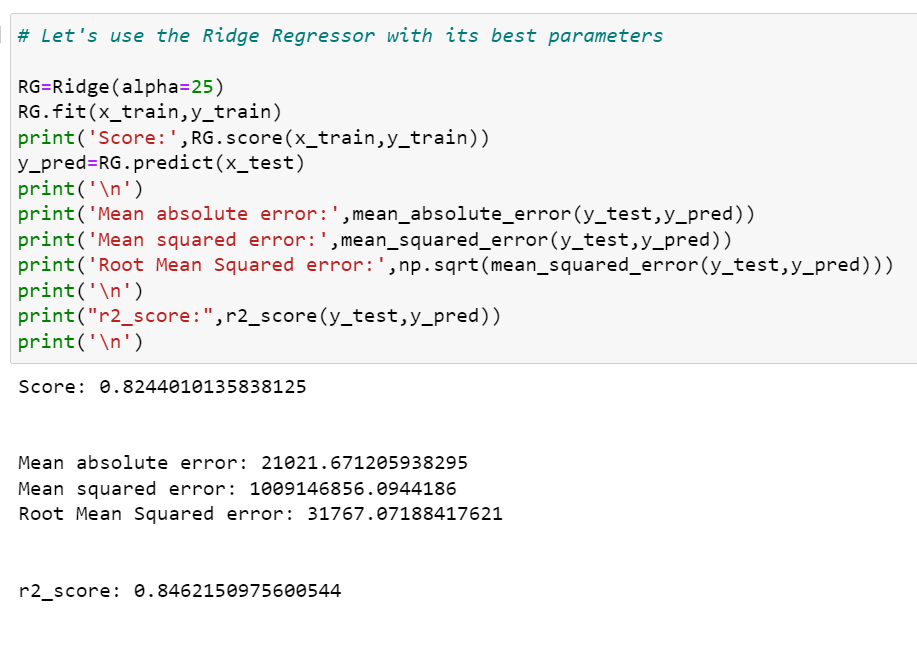 # Let's use the Ridge Regressor with its best parameters
RG=Ridge(alpha=25)
RG.fit(x_train,y_train)
print('Score:',RG.score(x_train,y_train))
y_pred=RG.predict(x_test)
print('\n')
print('Mean absolute error:',mean_absolute_error(y_test,y_pred))
print('Mean squared error:',mean_squared_error(y_test,y_pred))
print('Root Mean Squared error:',np.sqrt(mean_squared_error(y_test,y_pred)))
print('\n')
print("r2_score:",r2_score(y_test,y_pred))
print('\n')
Score: 0.8244010135838125
Mean absolute error: 21021.671205938295
Mean squared error: 1009146856.0944186
Root Mean Squared error: 31767.07188417621
r2_score: 0.8462150975600544